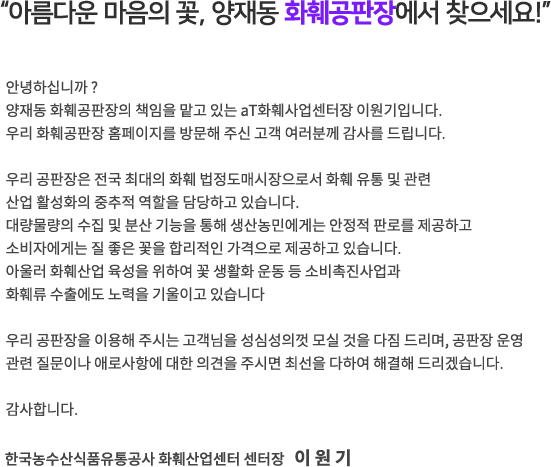 “아름다운 마음의 꽃, 양재동 화훼공판장에서 찾으세요!”
안녕하십니까 ?
양재동 화훼공판장의 책임을 맡고 있는 aT화훼사업센터장 이원기입니다.
우리 화훼공판장 홈페이지를 방문해 주신 고객 여러분께 감사를 드립니다.
우리 공판장은 전국 최대의 화훼 법정도매시장으로서 화훼 유통 및 관련
산업 활성화의 중추적 역할을 담당하고 있습니다.
대량물량의 수집 및 분산 기능을 통해 생산농민에게는 안정적 판로를 제공하고
소비자에게는 질 좋은 꽃을 합리적인 가격으로 제공하고 있습니다.
아울러 화훼산업 육성을 위하여 꽃 생활화 운동 등 소비촉진사업과
화훼류 수출에도 노력을 기울이고 있습니다
우리 공판장을 이용해 주시는 고객님을 성심성의껏 모실 것을 다짐 드리며, 공판장 운영
관련 질문이나 애로사항에 대한 의견을 주시면 최선을 다하여 해결해 드리겠습니다.
감사합니다.
한국농수산식품유통공사 화훼산업센터 센터장 이 원 기